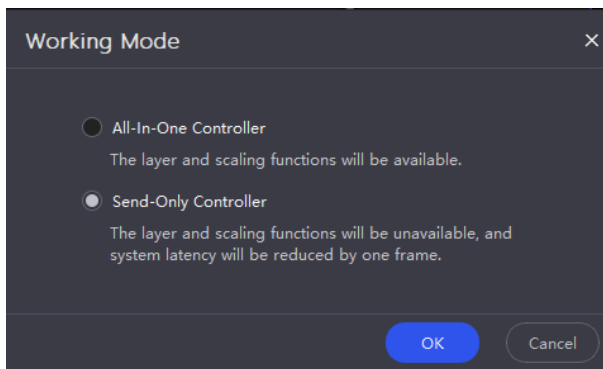 Working Mode
All-In-One Controller
The layer and scaling functions will be available.
Send-Only Controller
The layer and scaling functions will be unavailable, and
system latency will be reduced by one frame.
OK
Cancel